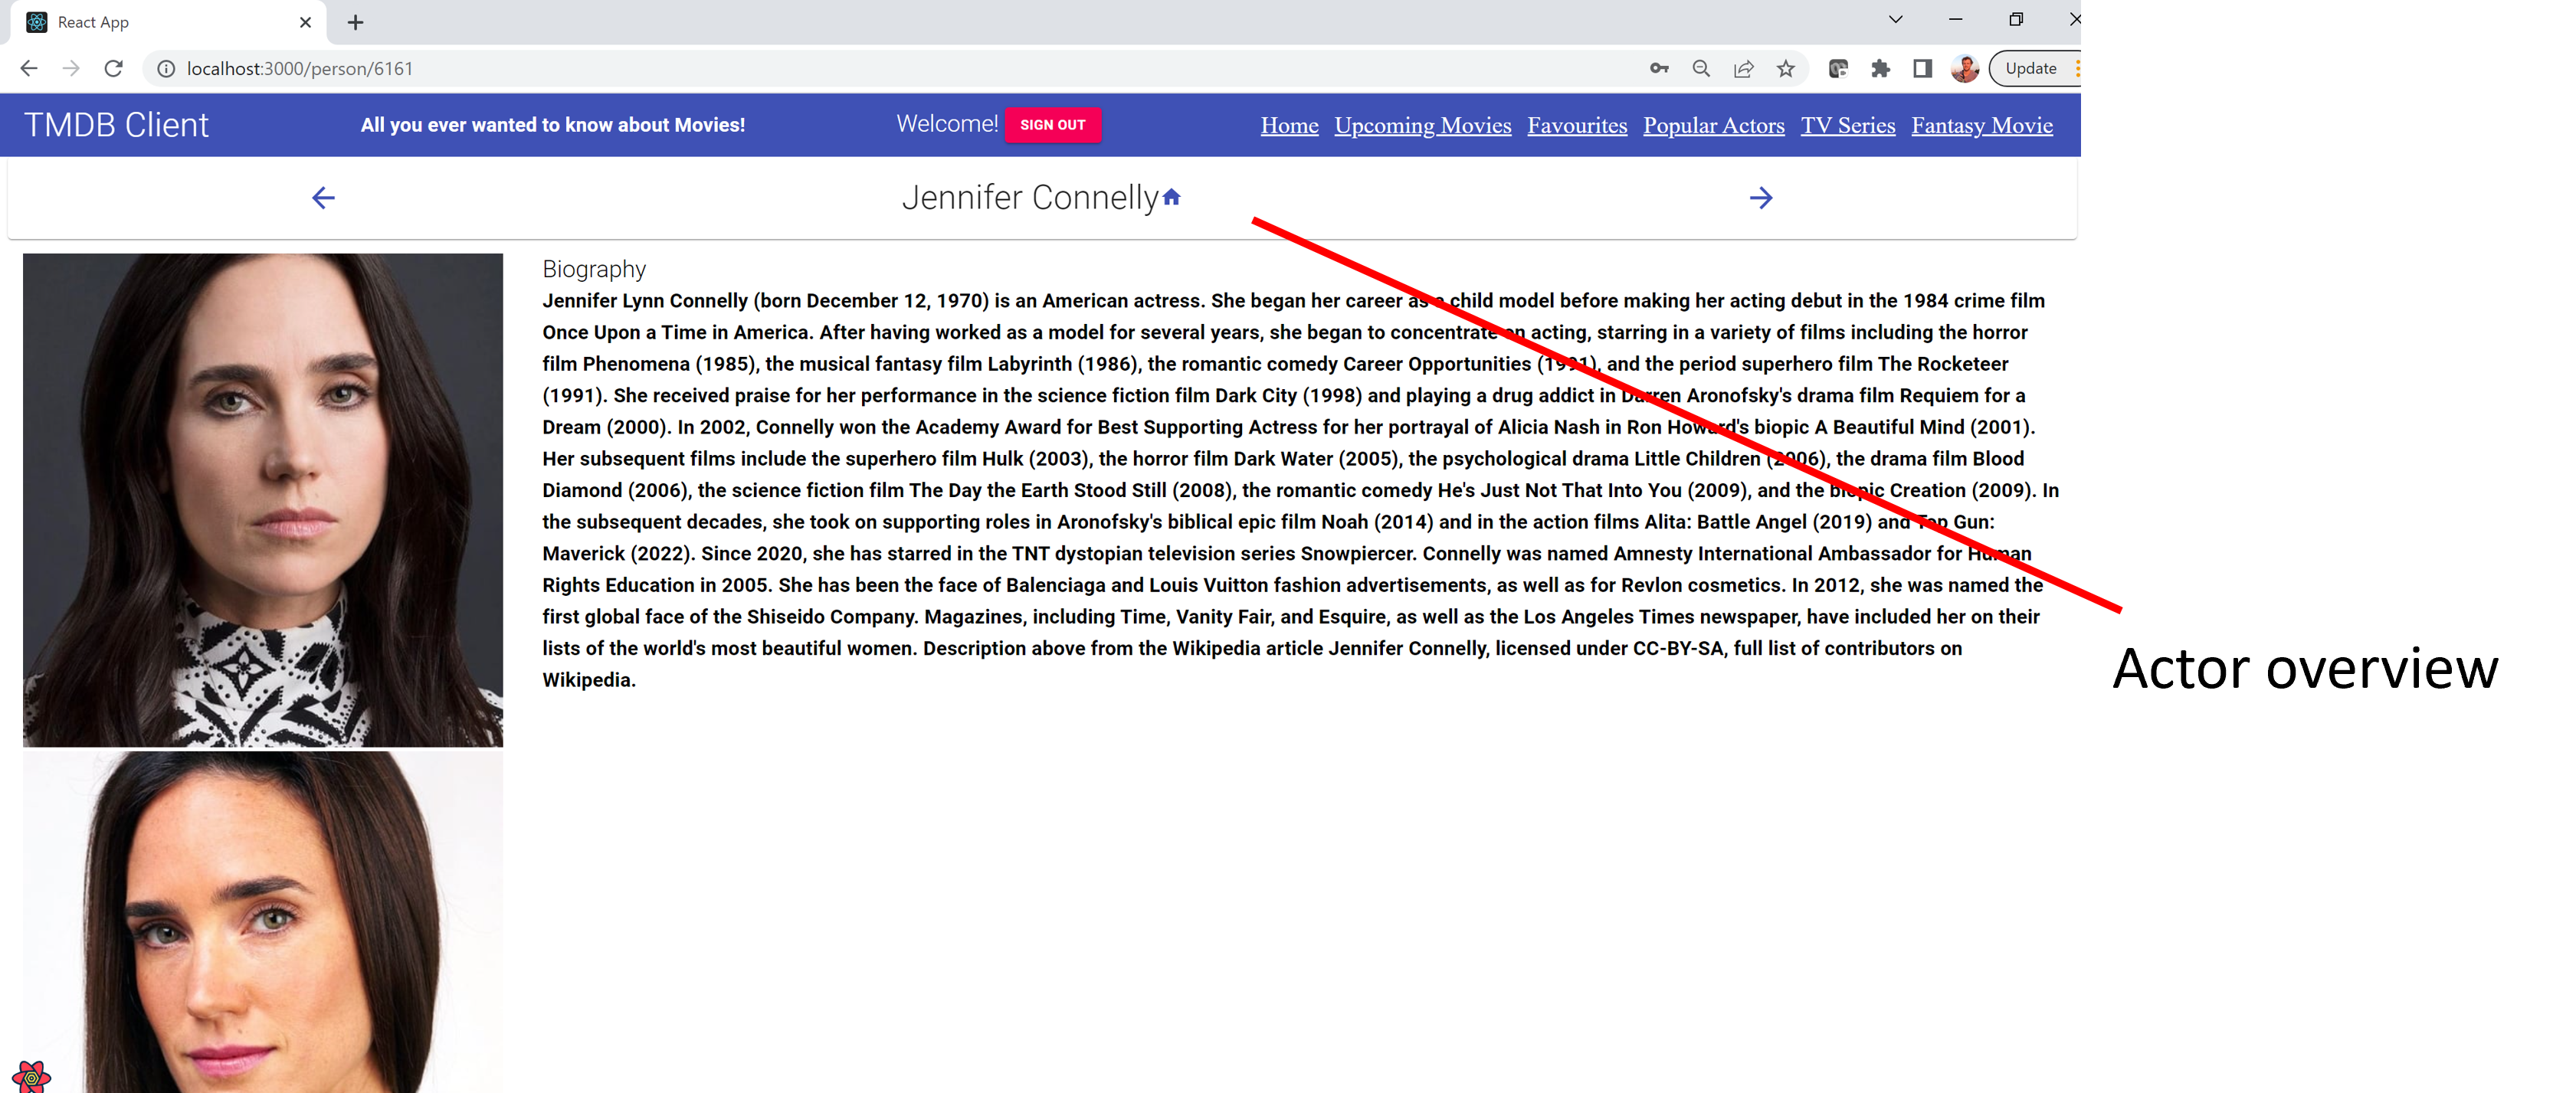 React App
localhost:3000/person/6161
Update
TMDB Client
All you ever wanted to know about Movies!
Welcome! SIGN OUT
Home Upcoming Movies Favourites Popular Actors TV Series Fantasy Movie
Jennifer Connelly
Biography
Jennifer Lynn Connelly (born December 12, 1970) is an American actress. She began her career as a child model before making her acting debut in the 1984 crime film
Once Upon a Time in America. After having worked as a model for several years, she began to concentrate on acting, starring in a variety of films including the horror
film Phenomena (1985), the musical fantasy film Labyrinth (1986), the romantic comedy Career Opportunities (1991), and the period superhero film The Rocketeer
(1991). She received praise for her performance in the science fiction film Dark City (1998) and playing a drug addict in Darren Aronofsky's drama film Requiem for a
Dream (2000). In 2002, Connelly won the Academy Award for Best Supporting Actress for her portrayal of Alicia Nash in Ron Howard's biopic A Beautiful Mind (2001).
Her subsequent films include the superhero film Hulk (2003), the horror film Dark Water (2005), the psychological drama Little Children (2006), the drama film Blood
Diamond (2006), the science fiction film The Day the Earth Stood Still (2008), the romantic comedy He's Just Not That Into You (2009), and the biopic Creation (2009). In
the subsequent decades, she took on supporting roles in Aronofsky's biblical epic film Noah (2014) and in the action films Alita: Battle Angel (2019) and Top Gun:
Maverick (2022). Since 2020, she has starred in the TNT dystopian television series Snowpiercer. Connelly was named Amnesty International Ambassador for Human
Rights Education in 2005. She has been the face of Balenciaga and Louis Vuitton fashion advertisements, as well as for Revlon cosmetics. In 2012, she was named the
first global face of the Shiseido Company. Magazines, including Time, Vanity Fair, and Esquire, as well as the Los Angeles Times newspaper, have included her on their
lists of the world's most beautiful women. Description above from the Wikipedia article Jennifer Connelly, licensed under CC-BY-SA, full list of contributors on
Wikipedia.
Actor overview